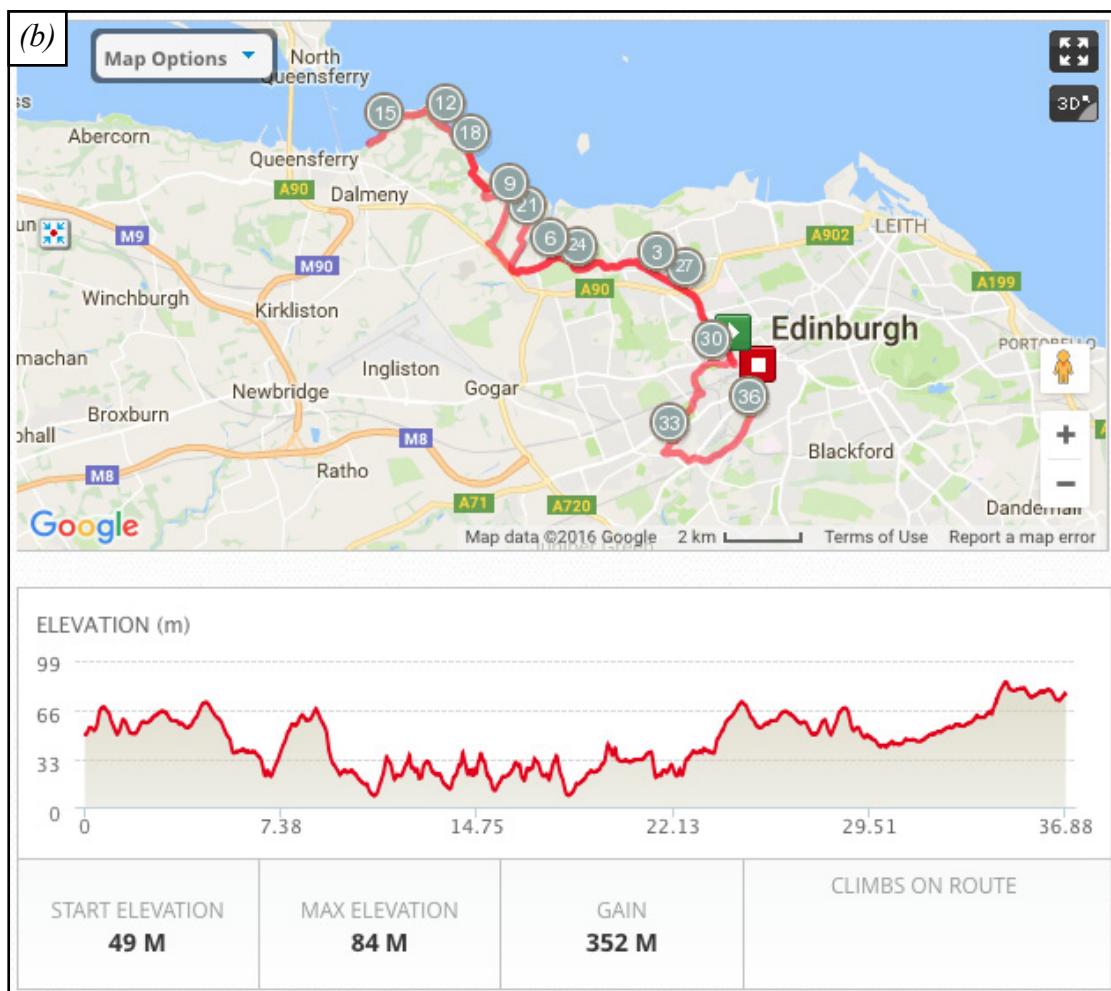 (b)
Map Options
North
Queensferry
3D
15
12
18
Abercorn
Queensferry
A90
Dalmeny
9
21
LEITH
6
24
3
27
A902
M9
M90
A90
A199
Winchburgh
Kirkliston
30
Edinburgh
PORTOBELLO
Ingliston
Newbridge
Gogar
36
33
Broxburn
M8
Blackford
+
Ratho
M8
A71
A720
−
Google
Map data ©2016 Google
2 km
Terms of Use
Report a map error
ELEVATION (m)
99
66
33
0
0
7.38
14.75
22.13
29.51
36.88
START ELEVATION
49 M
MAX ELEVATION
84 M
GAIN
352 M
CLIMBS ON ROUTE